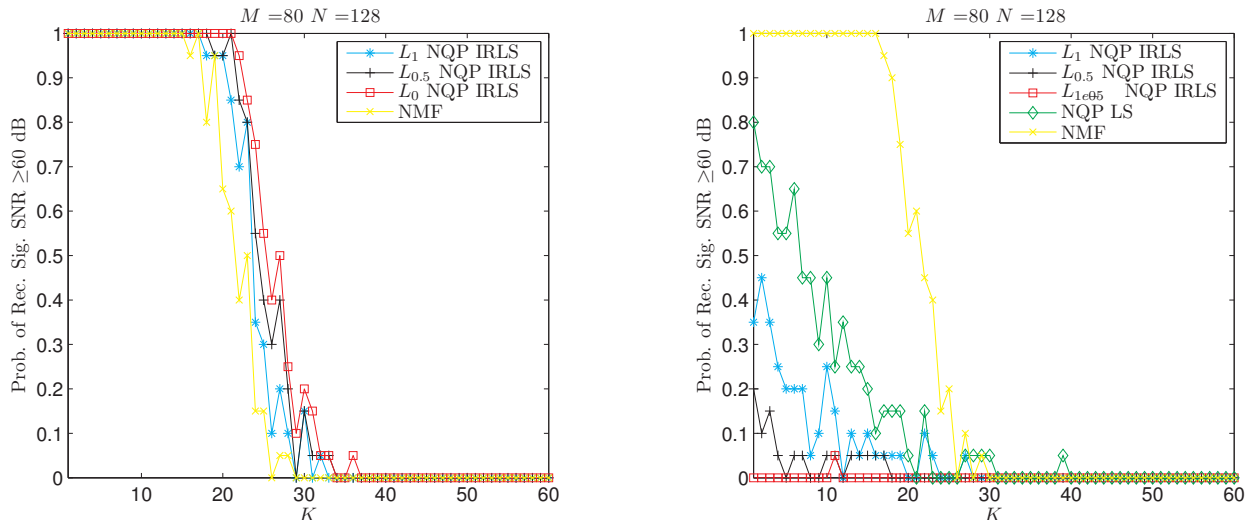 M =80 N =128
1
0.9
0.8
0.7
0.6
0.5
0.4
0.3
0.2
0.1
0
Prob. of Rec. Sig. SNR ≥60 dB
L1 NQP IRLS
L0.5 NQP IRLS
L0 NQP IRLS
NMF
10 20 30 40 50 60
K
M =80 N =128
1
0.9
0.8
0.7
0.6
0.5
0.4
0.3
0.2
0.1
0
Prob. of Rec. Sig. SNR ≥60 dB
L1 NQP IRLS
L0.5 NQP IRLS
L1e05 NQP IRLS
NQP LS
NMF
10 20 30 40 50 60
K